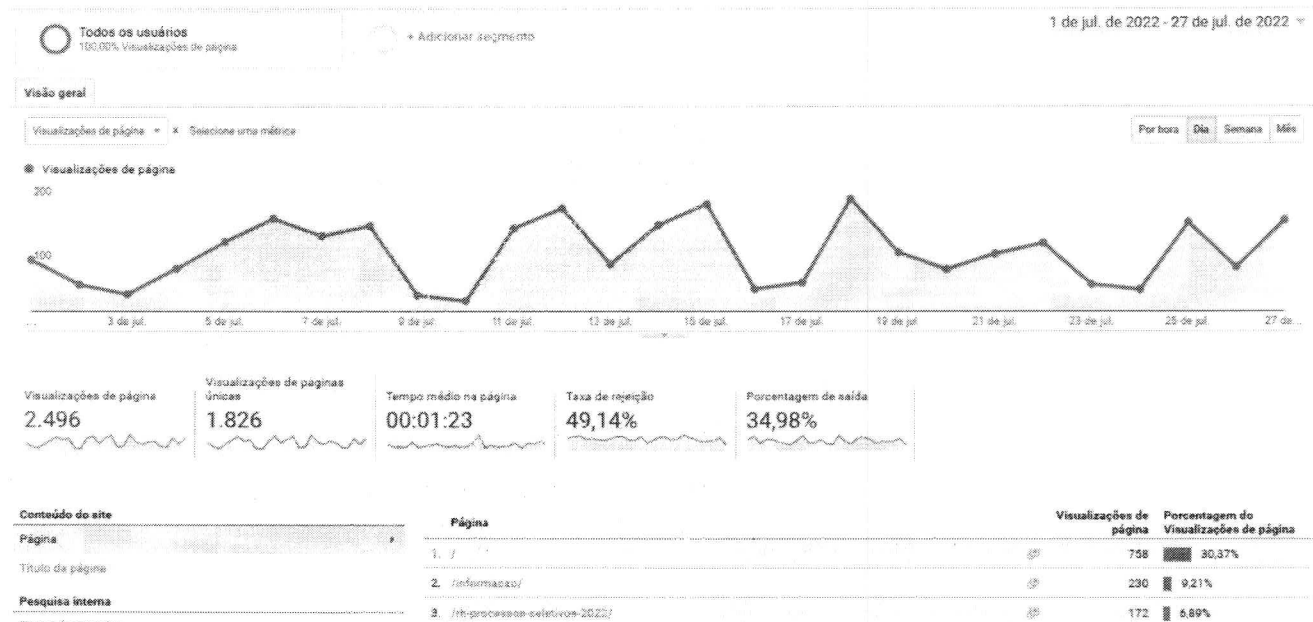 Todos os usuários
100,00% Visualizações de página
+ Adicionar segmento
1 de jul. de 2022 - 27 de jul. de 2022
Visão geral
Visualizações de página × Selecione uma métrica
Por hora Dia Semana Mês
Visualizações de página
200
100
... 3 de jul. 5 de jul. 7 de jul. 9 de jul. 11 de jul. 13 de jul. 15 de jul. 17 de jul. 19 de jul. 21 de jul. 23 de jul. 25 de jul. 27 de...
Visualizações de página
2.496
Visualizações de páginas
únicas
1.826
Tempo médio na página
00:01:23
Taxa de rejeição
49,14%
Porcentagem de saída
34,98%
Conteúdo do site
Página
Título da página
Pesquisa interna
Página Visualizações de página Porcentagem do Visualizações de página
1. / 758 30,37%
2. /informacao/ 230 9,21%
3. /rh-processos-seletivos-2022/ 172 6,89%